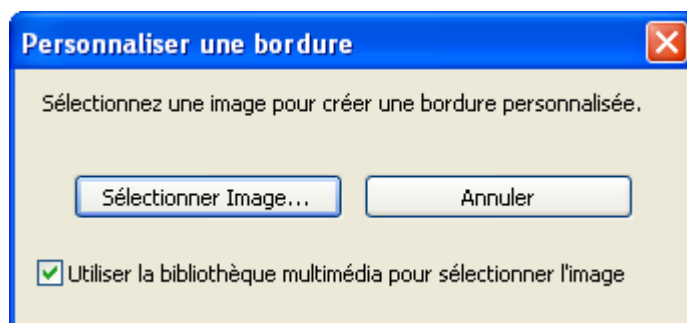 Personnaliser une bordure
Sélectionnez une image pour créer une bordure personnalisée.
Sélectionner Image... Annuler
Utiliser la bibliothèque multimédia pour sélectionner l'image